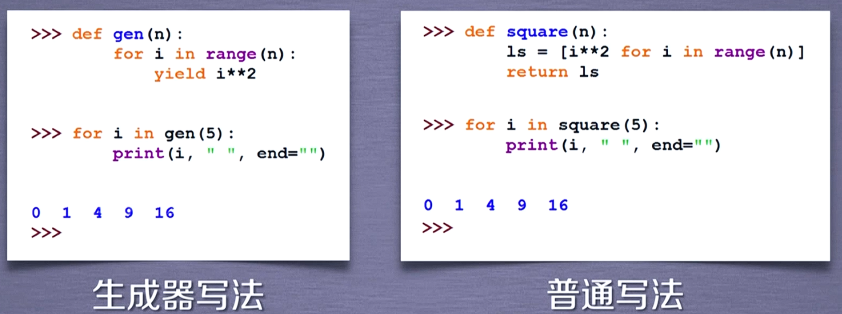 >>> def gen(n):
        for i in range(n):
            yield i**2
>>> for i in gen(5):
        print(i, " ", end="")
0  1  4  9  16
>>>
生成器写法
>>> def square(n):
        ls = [i**2 for i in range(n)]
        return ls
>>> for i in square(5):
        print(i, " ", end="")
0  1  4  9  16
>>>
普通写法